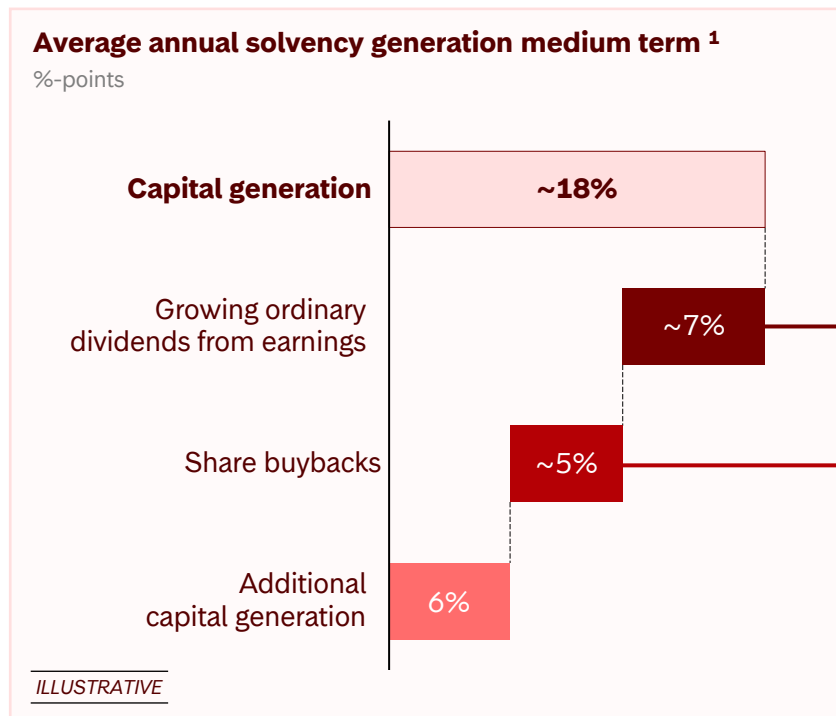 Average annual solvency generation medium term ¹
%-points
Capital generation
~18%
Growing ordinary
dividends from earnings
~7%
Share buybacks
~5%
Additional
capital generation
6%
ILLUSTRATIVE